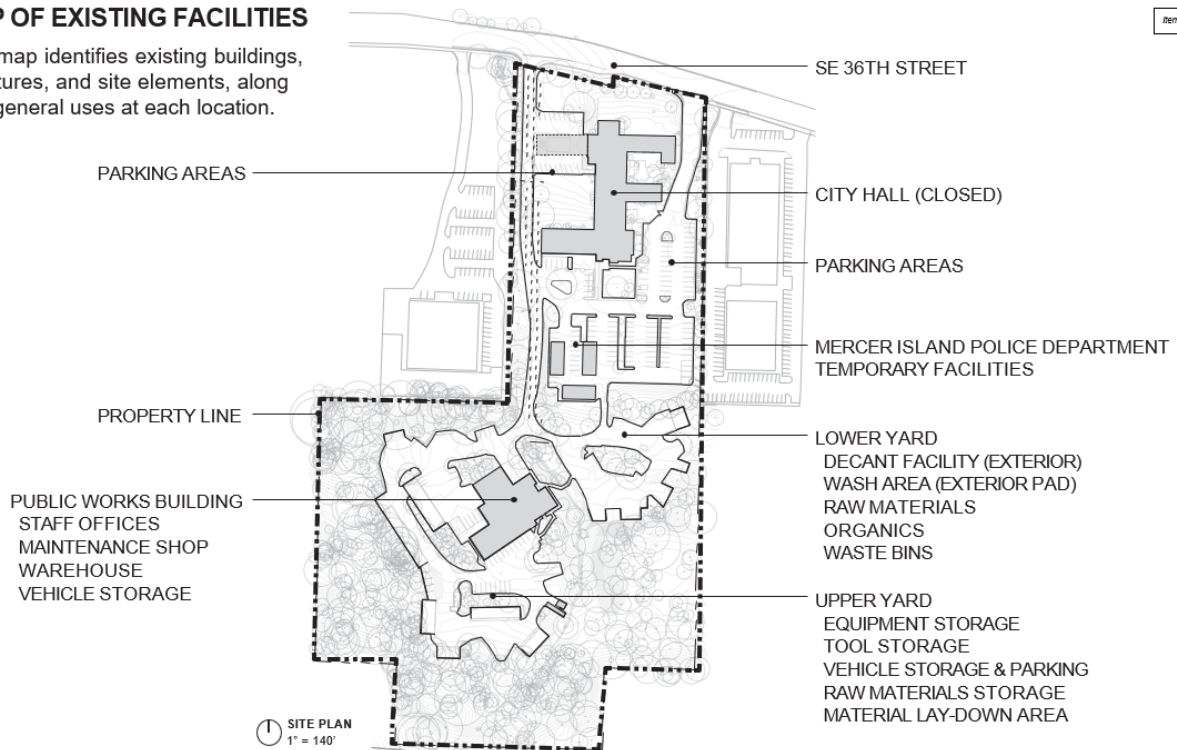 P OF EXISTING FACILITIES
map identifies existing buildings,
tures, and site elements, along
general uses at each location.
Item
SE 36TH STREET
PARKING AREAS
CITY HALL (CLOSED)
PARKING AREAS
MERCER ISLAND POLICE DEPARTMENT
TEMPORARY FACILITIES
PROPERTY LINE
LOWER YARD
DECANT FACILITY (EXTERIOR)
WASH AREA (EXTERIOR PAD)
RAW MATERIALS
ORGANICS
WASTE BINS
PUBLIC WORKS BUILDING
STAFF OFFICES
MAINTENANCE SHOP
WAREHOUSE
VEHICLE STORAGE
UPPER YARD
EQUIPMENT STORAGE
TOOL STORAGE
VEHICLE STORAGE & PARKING
RAW MATERIALS STORAGE
MATERIAL LAY-DOWN AREA
SITE PLAN
1" = 140'